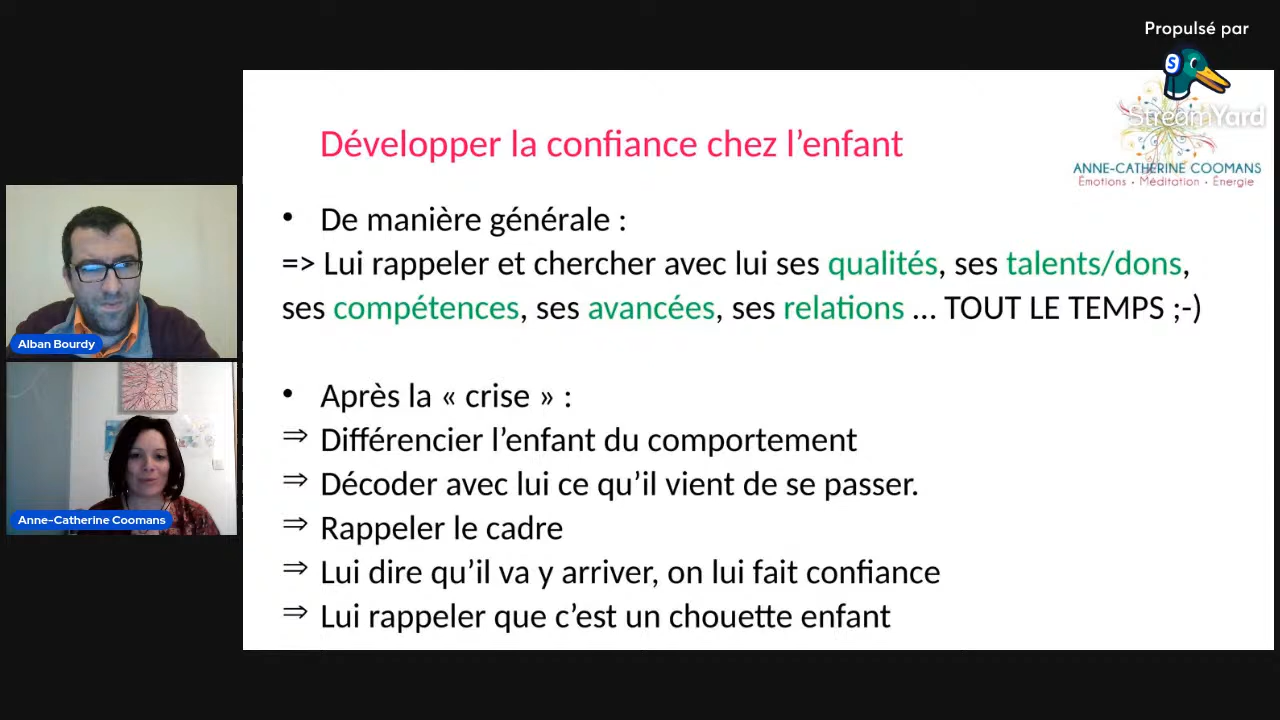 Propulsé par
StreamYard
ANNE-CATHERINE COOMANS
Émotions • Méditation • Énergie
Développer la confiance chez l’enfant
• De manière générale :
=> Lui rappeler et chercher avec lui ses qualités, ses talents/dons,
ses compétences, ses avancées, ses relations ... TOUT LE TEMPS ;-)
• Après la « crise » :
⇒ Différencier l’enfant du comportement
⇒ Décoder avec lui ce qu’il vient de se passer.
⇒ Rappeler le cadre
⇒ Lui dire qu’il va y arriver, on lui fait confiance
⇒ Lui rappeler que c’est un chouette enfant
Alban Bourdy
Anne-Catherine Coomans